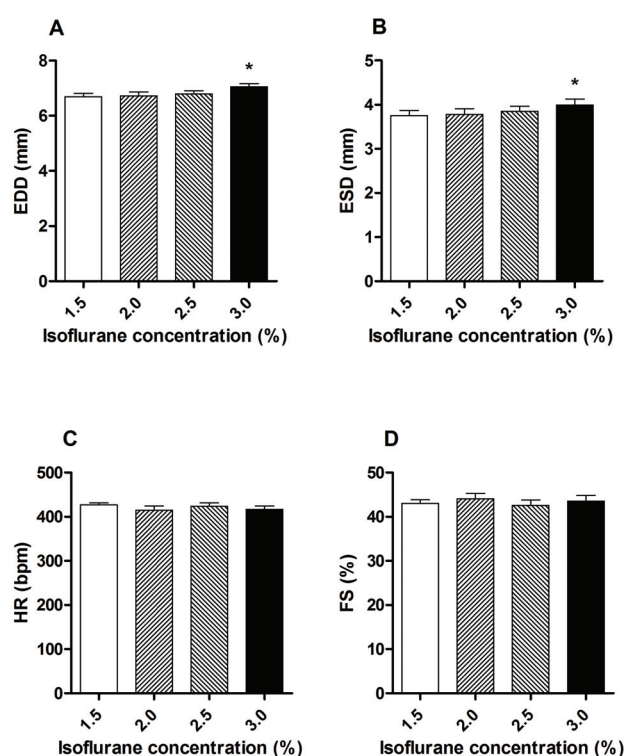 A
*
8
6
4
2
0
EDD (mm)
1.5 2.0 2.5 3.0
Isoflurane concentration (%)
B
*
5
4
3
2
1
0
ESD (mm)
1.5 2.0 2.5 3.0
Isoflurane concentration (%)
C
500
400
300
200
100
0
HR (bpm)
1.5 2.0 2.5 3.0
Isoflurane concentration (%)
D
50
40
30
20
10
0
FS (%)
1.5 2.0 2.5 3.0
Isoflurane concentration (%)